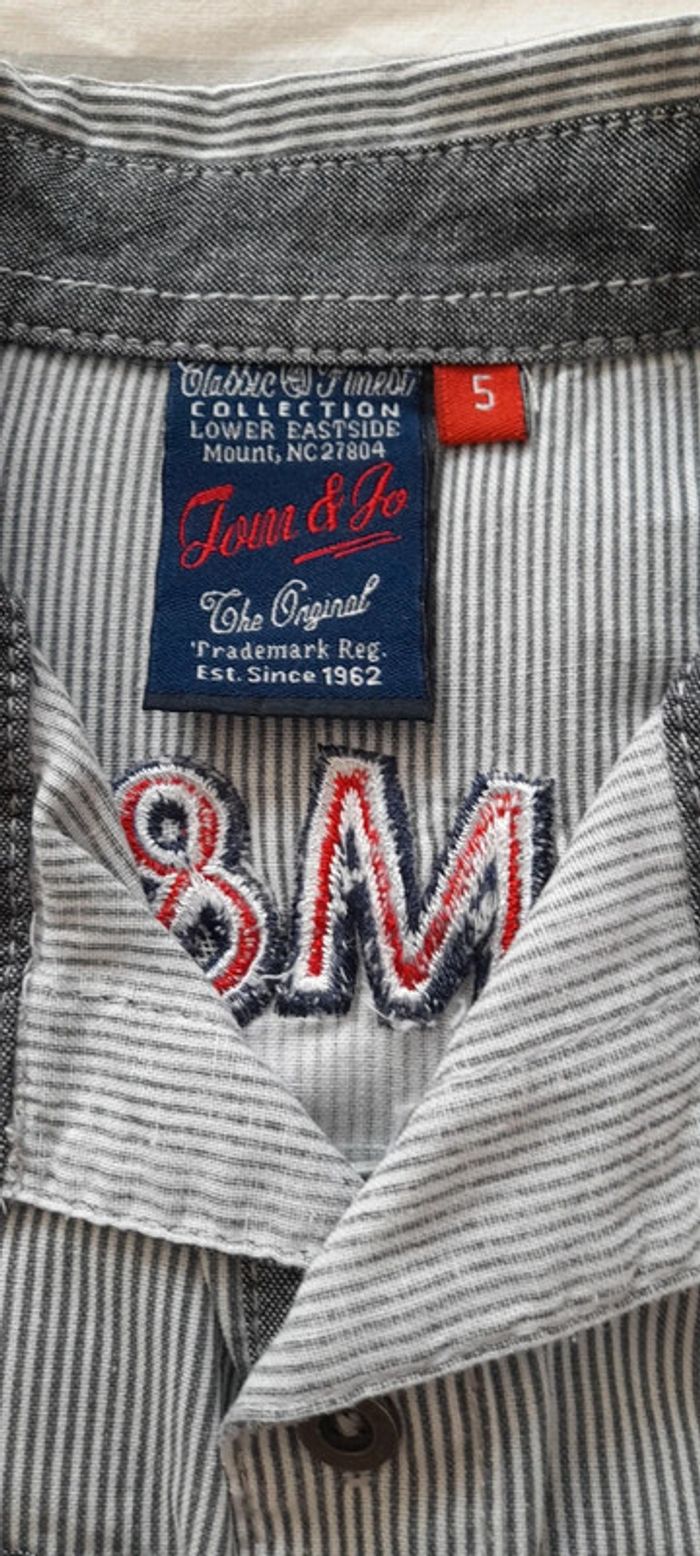 Classic & Finest
COLLECTION
LOWER EASTSIDE
Mount, NC 27804
Tom & Jo
The Original
Trademark Reg.
Est. Since 1962
5
8M